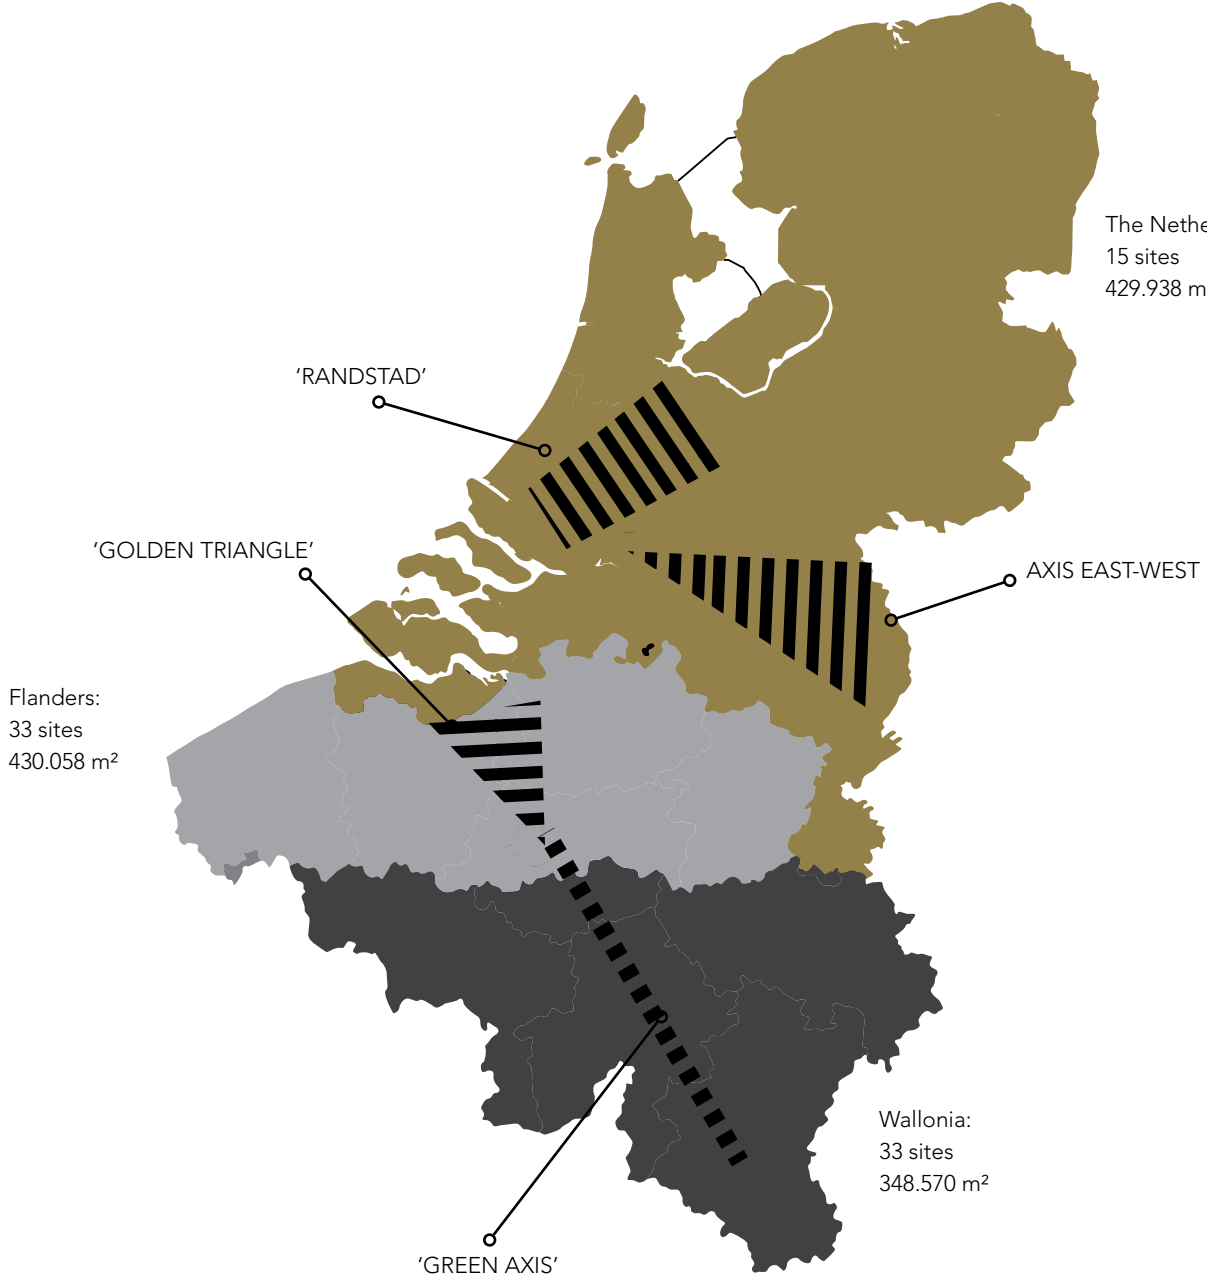 The Nethe
15 sites
429.938 m
'RANDSTAD'
'GOLDEN TRIANGLE'
AXIS EAST-WEST
Flanders:
33 sites
430.058 m²
Wallonia:
33 sites
348.570 m²
'GREEN AXIS'